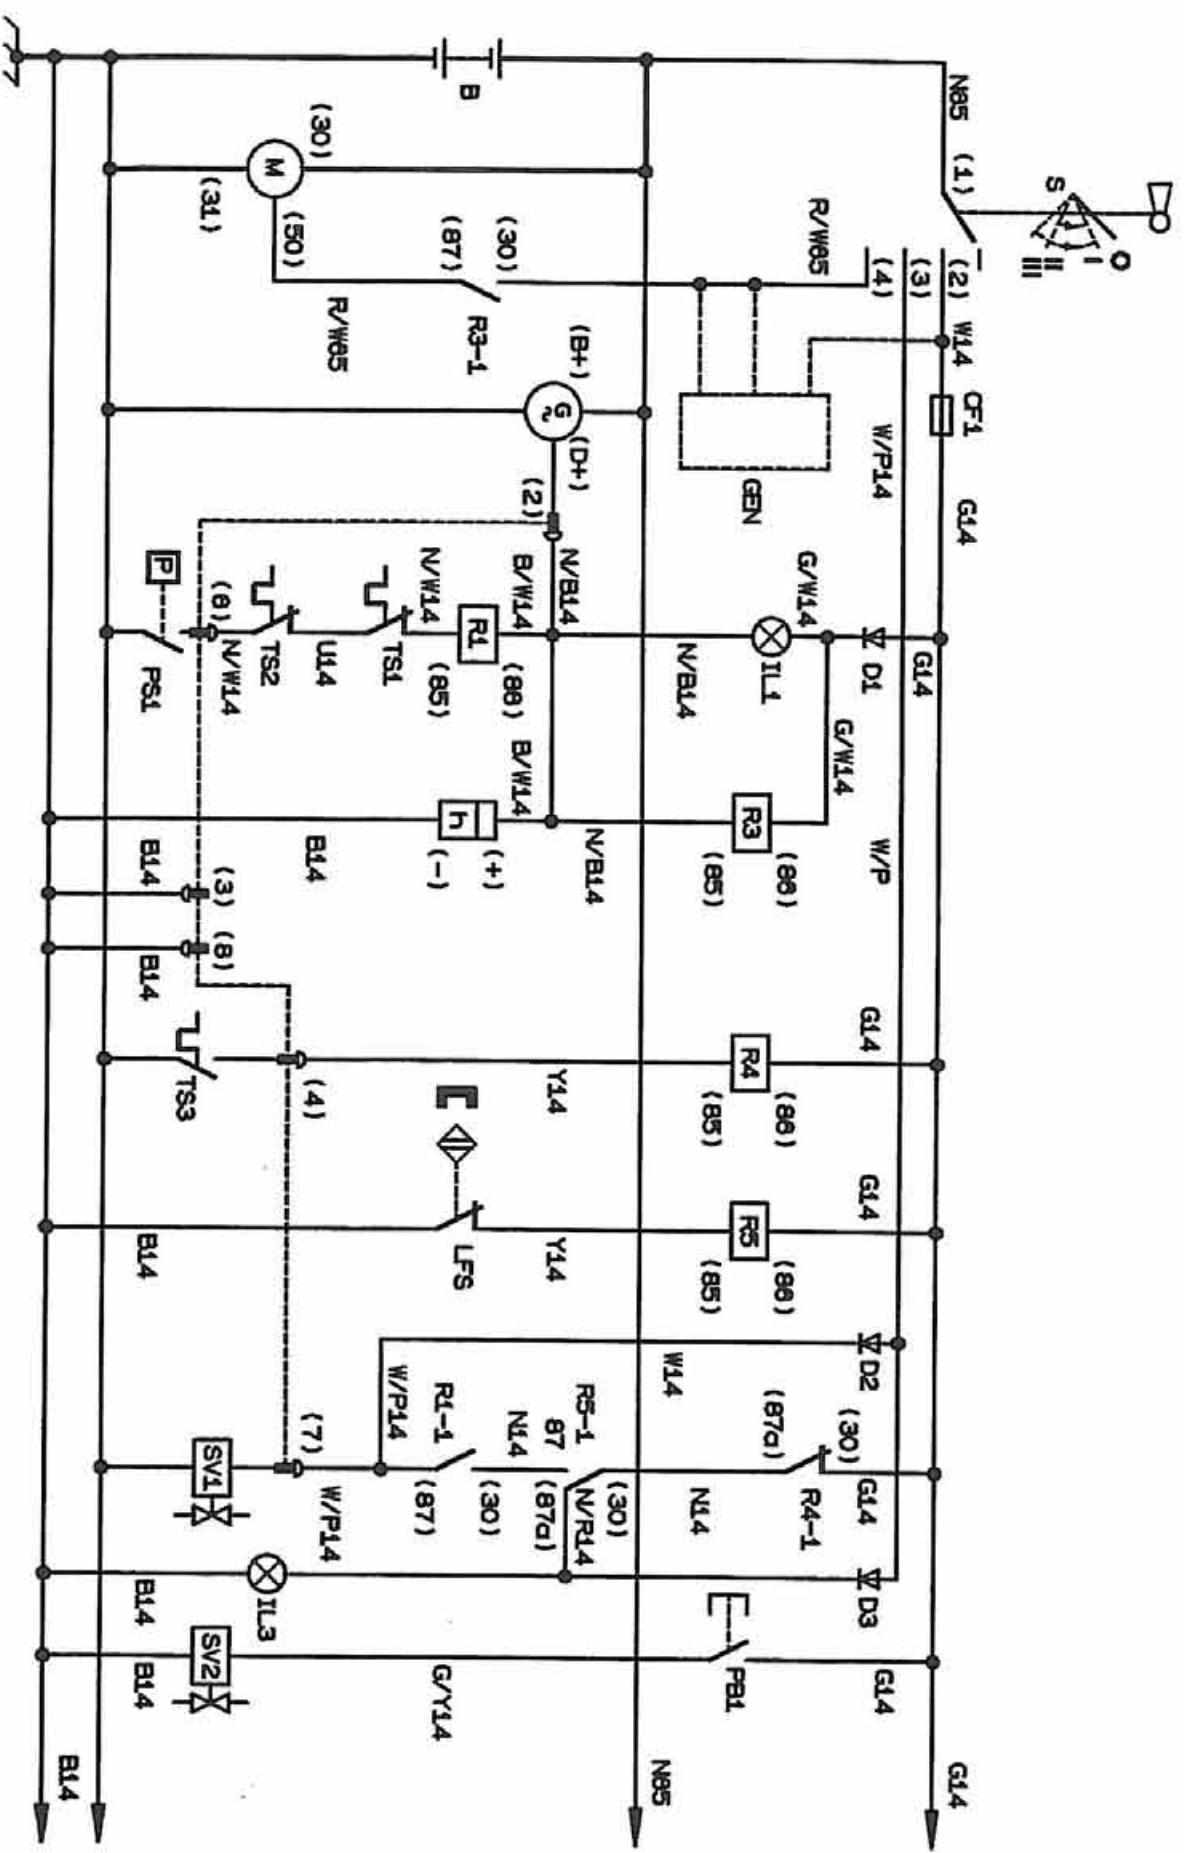 O
I
II
III
S
N85
(1)
(2)
(3)
(4)
W14
CF1
G14
W/P14
R/W85
GEN
B
M
(30)
(31)
(50)
(87)
(30)
R3-1
R/W85
G
~
(B+)
(D+)
(2)
N/B14
B/W14
G/W14
IL1
D1
G14
N/B14
G/W14
W/P
R3
(86)
(85)
N/B14
B/W14
R1
(86)
(85)
N/W14
TS1
U14
TS2
(6)
N/W14
P
PS1
h
(+)
(-)
B14
(3)
B14
(8)
B14
TS3
(4)
Y14
R4
(86)
(85)
G14
R5
(86)
(85)
G14
Y14
LFS
B14
D2
W14
W/P14
(30)
(87a)
R4-1
G14
N14
R5-1
87
(87a)
(30)
N/R14
N14
R1-1
(30)
(87)
(7)
W/P14
SV1
D3
IL3
B14
SV2
B14
G/Y14
PB1
G14
G14
N85
B14